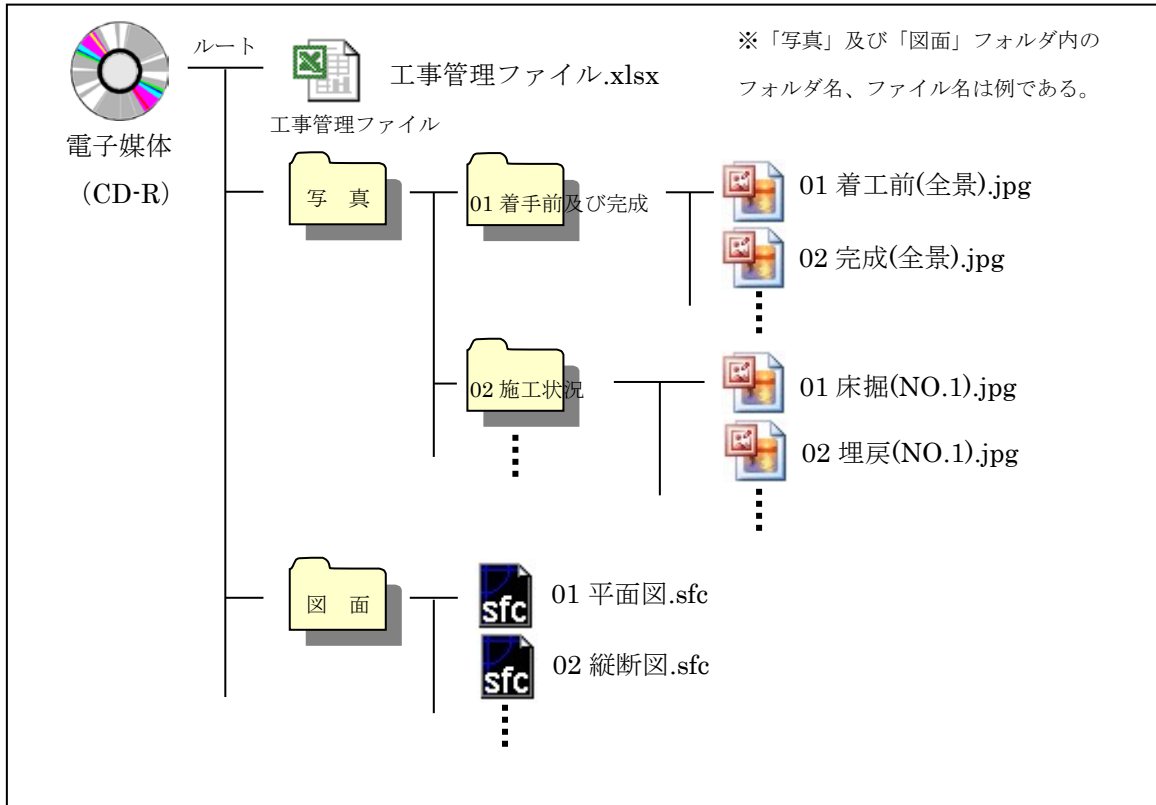 ルート
工事管理ファイル.xlsx
工事管理ファイル
※「写真」及び「図面」フォルダ内の
フォルダ名、ファイル名は例である。
電子媒体
(CD-R)
写 真
01 着手前及び完成
01 着工前(全景).jpg
02 完成(全景).jpg
02 施工状況
01 床掘(NO.1).jpg
02 埋戻(NO.1).jpg
図 面
sfc
01 平面図.sfc
sfc
02 縦断図.sfc